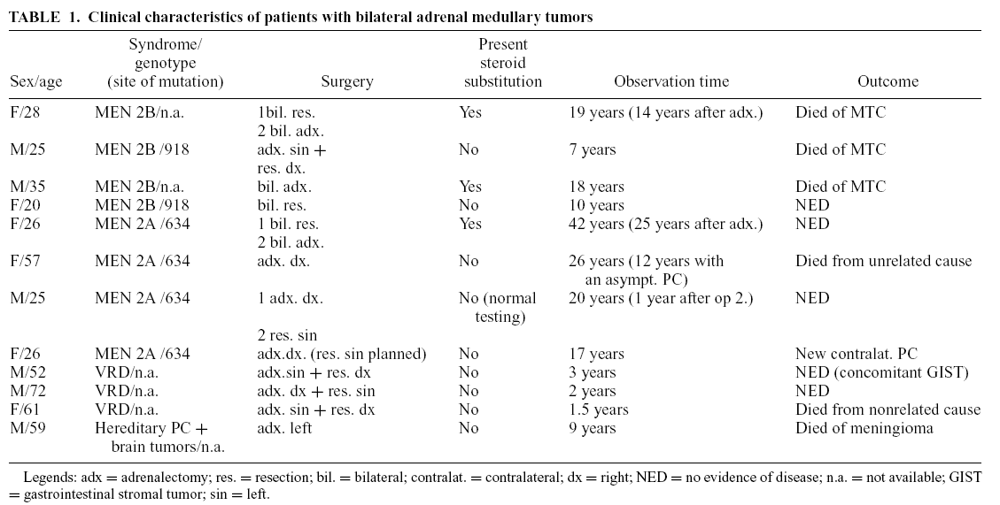 TABLE 1. Clinical characteristics of patients with bilateral adrenal medullary tumors
Sex/age Syndrome/ genotype (site of mutation) Surgery Present steroid substitution Observation time Outcome
F/28 MEN 2B/n.a. 1bil. res. Yes 19 years (14 years after adx.) Died of MTC
2 bil. adx.
M/25 MEN 2B /918 adx. sin + No 7 years Died of MTC
res. dx.
M/35 MEN 2B/n.a. bil. adx. Yes 18 years Died of MTC
F/20 MEN 2B/918 bil. res. No 10 years NED
F/26 MEN 2A /634 1 bil. res. Yes 42 years (25 years after adx.) NED
2 bil. adx.
F/57 MEN 2A /634 adx. dx. No 26 years (12 years with Died from unrelated cause
an asympt. PC)
M/25 MEN 2A /634 1 adx. dx. No (normal 20 years (1 year after op 2.) NED
testing)
2 res. sin
F/26 MEN 2A /634 adx.dx. (res. sin planned) No 17 years New contralat. PC
M/52 VRD/n.a. adx.sin + res. dx No 3 years NED (concomitant GIST)
M/72 VRD/n.a. adx. dx + res. sin No 2 years NED
F/61 VRD/n.a. adx. sin + res. dx No 1.5 years Died from nonrelated cause
M/59 Hereditary PC + adx. left No 9 years Died of meningioma
brain tumors/n.a.
Legends: adx = adrenalectomy; res. = resection; bil. = bilateral; contralat. = contralateral; dx = right; NED = no evidence of disease; n.a. = not available; GIST
= gastrointestinal stromal tumor; sin = left.